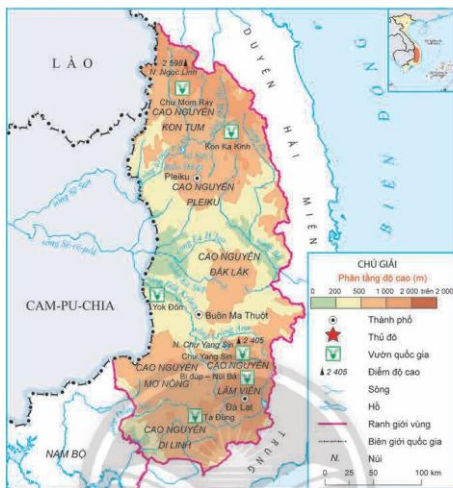 LÀO
2 598
N. Ngọc Linh
Chư Mom Ray
CAO NGUYÊN
KON TUM
Kon Ka Kinh
Pleiku
CAO NGUYÊN
PLEIKU
DUYÊN HẢI
MIỀN
TRUNG
BIỂN ĐÔNG
CAO NGUYÊN
ĐẮK LẮK
CAM-PU-CHIA
Yok Đôn
Buôn Ma Thuột
2 405
N. Chư Yang Sin
Chư Yang Sin
CAO NGUYÊN
MƠ NÔNG
Bi đúp – Núi Bà
CAO NGUYÊN
LÂM VIÊN
Đà Lạt
Tà Đùng
CAO NGUYÊN
DI LINH
NAM BỘ
CHÚ GIẢI
Phân tầng độ cao (m)
0 200 500 1 000 1 500 2 000 trên 2 000
Thành phố
Thủ đô
Vườn quốc gia
2 405 Điểm độ cao
Sông
Hồ
Ranh giới vùng
Biên giới quốc gia
N. Núi
0 50 100 km